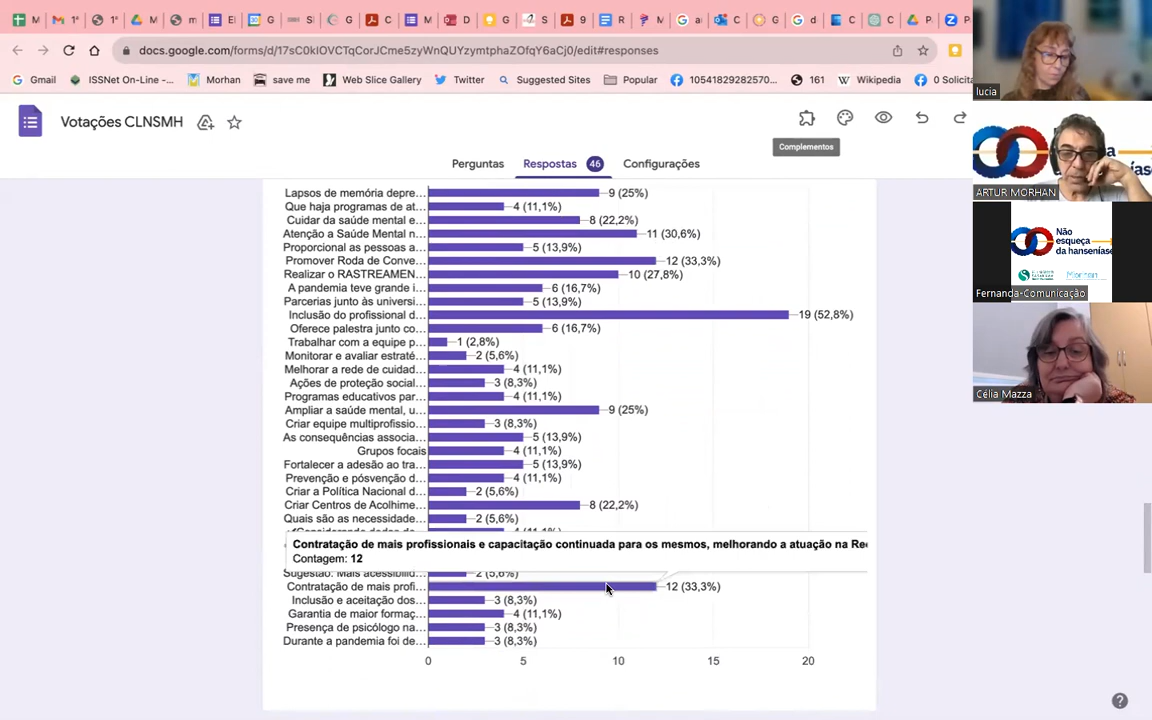 docs.google.com/forms/d/17sC0kIOVCTqCorJCme5zyWnQUYzymtphaZOfqY6aCj0/edit#responses
Gmail
ISSNet On-Line -...
Morhan
save me
Web Slice Gallery
Twitter
Suggested Sites
Popular
10541829282570...
161
Wikipedia
0 Solicita
Votações CLNSMH
Complementos
Perguntas
Respostas 46
Configurações
Lapsos de memória depre... 9 (25%)
Que haja programas de at... 4 (11,1%)
Cuidar da saúde mental e... 8 (22,2%)
Atenção a Saúde Mental n... 11 (30,6%)
Proporcional as pessoas a... 5 (13,9%)
Promover Roda de Conve... 12 (33,3%)
Realizar o RASTREAMEN... 10 (27,8%)
A pandemia teve grande i... 6 (16,7%)
Parcerias junto às universi... 5 (13,9%)
Inclusão do profissional d... 19 (52,8%)
Oferece palestra junto co... 6 (16,7%)
Trabalhar com a equipe p... 1 (2,8%)
Monitorar e avaliar estraté... 2 (5,6%)
Melhorar a rede de cuidad... 4 (11,1%)
Ações de proteção social... 3 (8,3%)
Programas educativos par... 4 (11,1%)
Ampliar a saúde mental, u... 9 (25%)
Criar equipe multiprofissio... 3 (8,3%)
As consequências associa... 5 (13,9%)
Grupos focais 4 (11,1%)
Fortalecer a adesão ao tra... 5 (13,9%)
Prevenção e pósvenção d... 4 (11,1%)
Criar a Política Nacional d... 2 (5,6%)
Criar Centros de Acolhime... 8 (22,2%)
Quais são as necessidade... 2 (5,6%)
Contratação de mais profissionais e capacitação continuada para os mesmos, melhorando a atuação na Re
Contagem: 12
Sugestão: Mais acessibilid... 2 (5,6%)
Contratação de mais profi... 12 (33,3%)
Inclusão e aceitação dos... 3 (8,3%)
Garantia de maior formaç... 4 (11,1%)
Presença de psicólogo na... 3 (8,3%)
Durante a pandemia foi de... 3 (8,3%)
0 5 10 15 20
lucia
ARTUR MORHAN
Não
esqueça
da hanseníase
Morhan
Fernanda-Comunicação
Célia Mazza